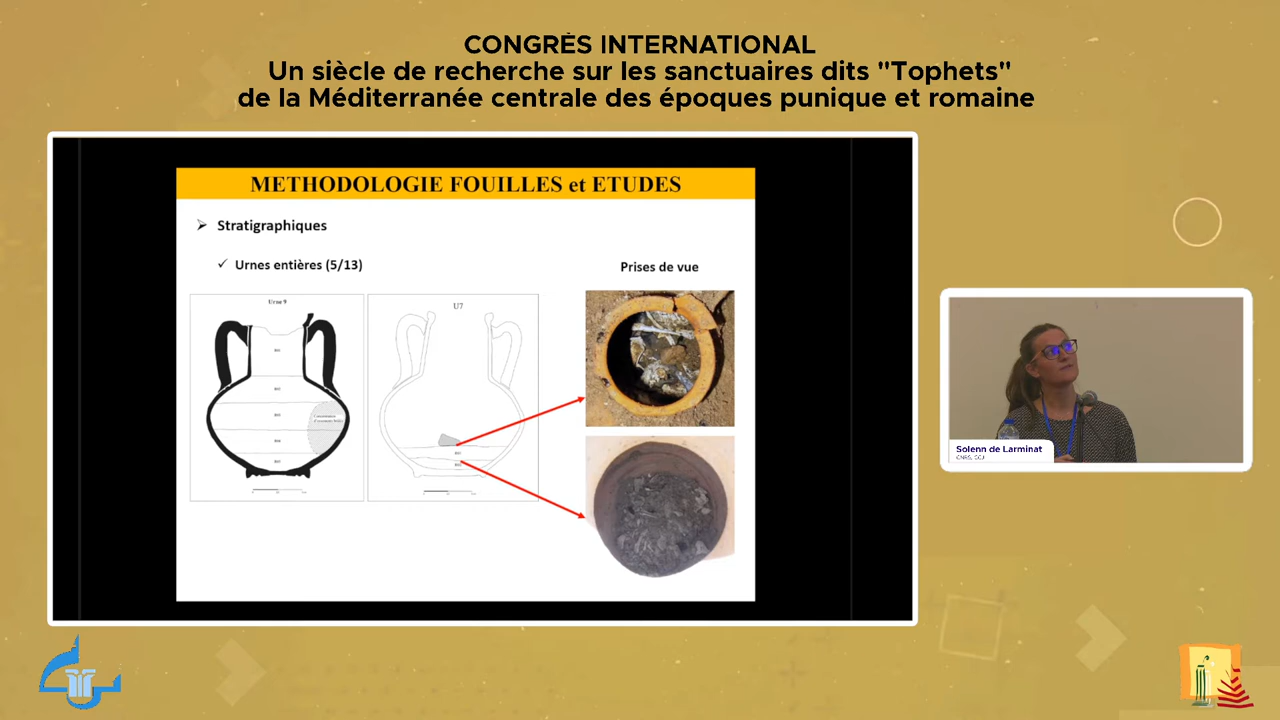 CONGRÈS INTERNATIONAL
Un siècle de recherche sur les sanctuaires dits "Tophets"
de la Méditerranée centrale des époques punique et romaine
METHODOLOGIE FOUILLES et ETUDES
Stratigraphiques
Urnes entières (5/13)
Prises de vue
Urne 9
U7
Solenn de Larminat
CNRS, CCJ